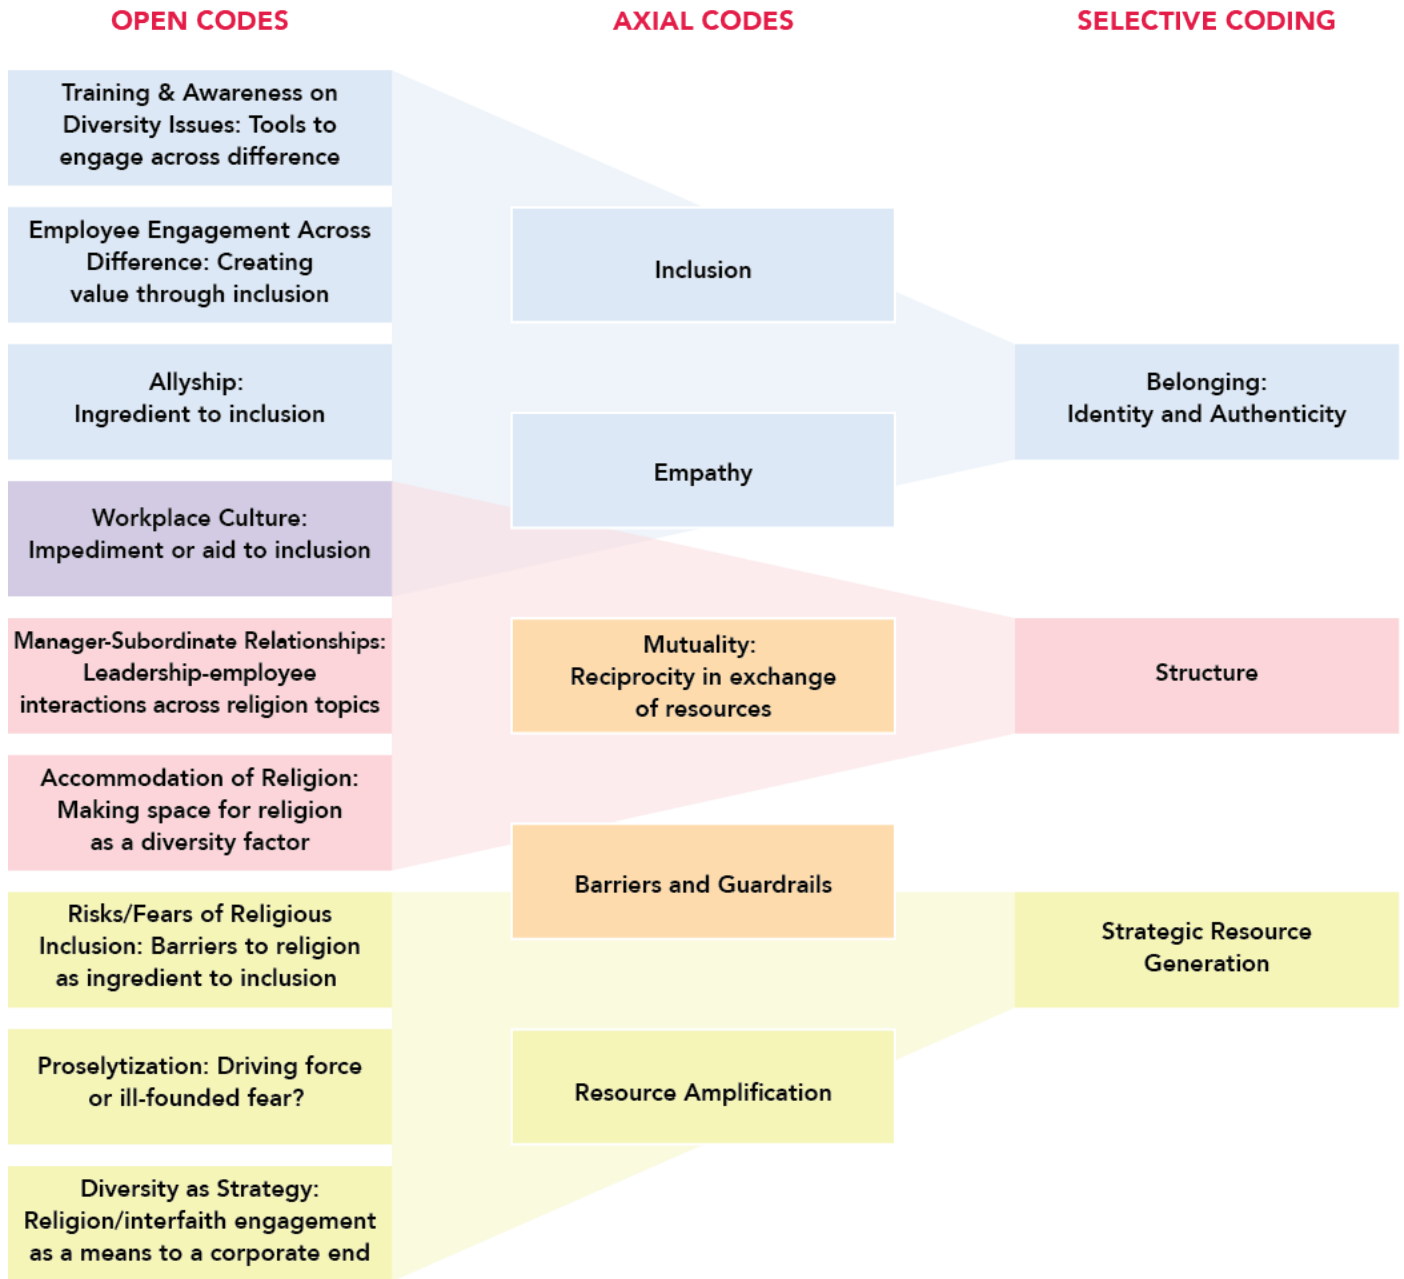 OPEN CODES
AXIAL CODES
SELECTIVE CODING
Training & Awareness on
Diversity Issues: Tools to
engage across difference
Employee Engagement Across
Difference: Creating
value through inclusion
Allyship:
Ingredient to inclusion
Workplace Culture:
Impediment or aid to inclusion
Manager-Subordinate Relationships:
Leadership-employee
interactions across religion topics
Accommodation of Religion:
Making space for religion
as a diversity factor
Risks/Fears of Religious
Inclusion: Barriers to religion
as ingredient to inclusion
Proselytization: Driving force
or ill-founded fear?
Diversity as Strategy:
Religion/interfaith engagement
as a means to a corporate end
Inclusion
Empathy
Mutuality:
Reciprocity in exchange
of resources
Barriers and Guardrails
Resource Amplification
Belonging:
Identity and Authenticity
Structure
Strategic Resource
Generation